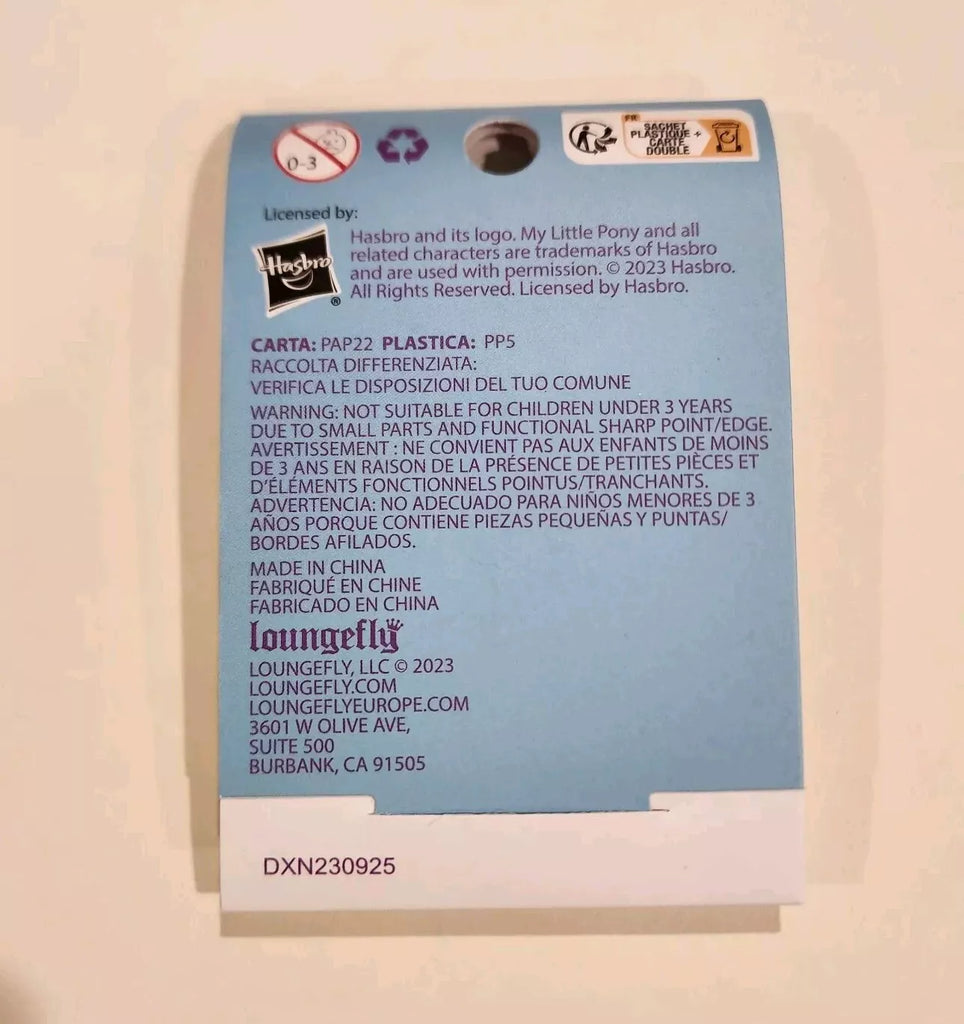 0-3
FR
SACHET
PLASTIQUE +
CARTE
DOUBLE
Licensed by:
Hasbro
®
Hasbro and its logo. My Little Pony and all
related characters are trademarks of Hasbro
and are used with permission. © 2023 Hasbro.
All Rights Reserved. Licensed by Hasbro.
CARTA: PAP22 PLASTICA: PP5
RACCOLTA DIFFERENZIATA:
VERIFICA LE DISPOSIZIONI DEL TUO COMUNE
WARNING: NOT SUITABLE FOR CHILDREN UNDER 3 YEARS
DUE TO SMALL PARTS AND FUNCTIONAL SHARP POINT/EDGE.
AVERTISSEMENT : NE CONVIENT PAS AUX ENFANTS DE MOINS
DE 3 ANS EN RAISON DE LA PRÉSENCE DE PETITES PIÈCES ET
D'ÉLÉMENTS FONCTIONNELS POINTUS/TRANCHANTS.
ADVERTENCIA: NO ADECUADO PARA NIÑOS MENORES DE 3
AÑOS PORQUE CONTIENE PIEZAS PEQUEÑAS Y PUNTAS/
BORDES AFILADOS.
MADE IN CHINA
FABRIQUÉ EN CHINE
FABRICADO EN CHINA
loungefly
LOUNGEFLY, LLC © 2023
LOUNGEFLY.COM
LOUNGEFLYEUROPE.COM
3601 W OLIVE AVE,
SUITE 500
BURBANK, CA 91505
DXN230925